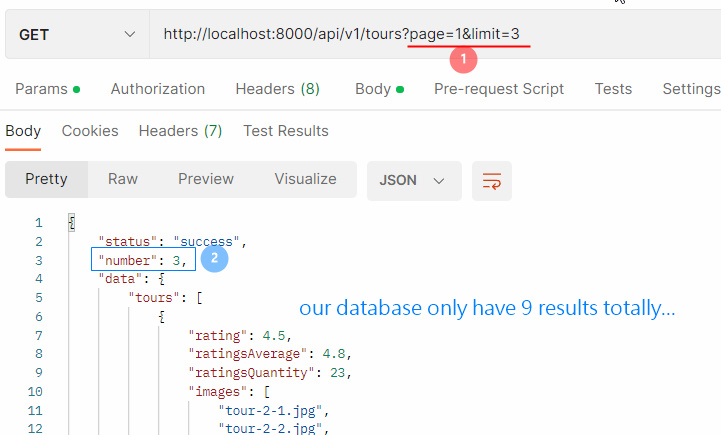 GET http://localhost:8000/api/v1/tours?page=1&limit=3
1
Params Authorization Headers (8) Body Pre-request Script Tests Settings
Body Cookies Headers (7) Test Results
Pretty Raw Preview Visualize JSON
1 {
2 "status": "success",
3 "number": 3, 2
4 "data": {
5 "tours": [
our database only have 9 results totally...
6 {
7 "rating": 4.5,
8 "ratingsAverage": 4.8,
9 "ratingsQuantity": 23,
10 "images": [
11 "tour-2-1.jpg",
12 "tour-2-2.jpg",